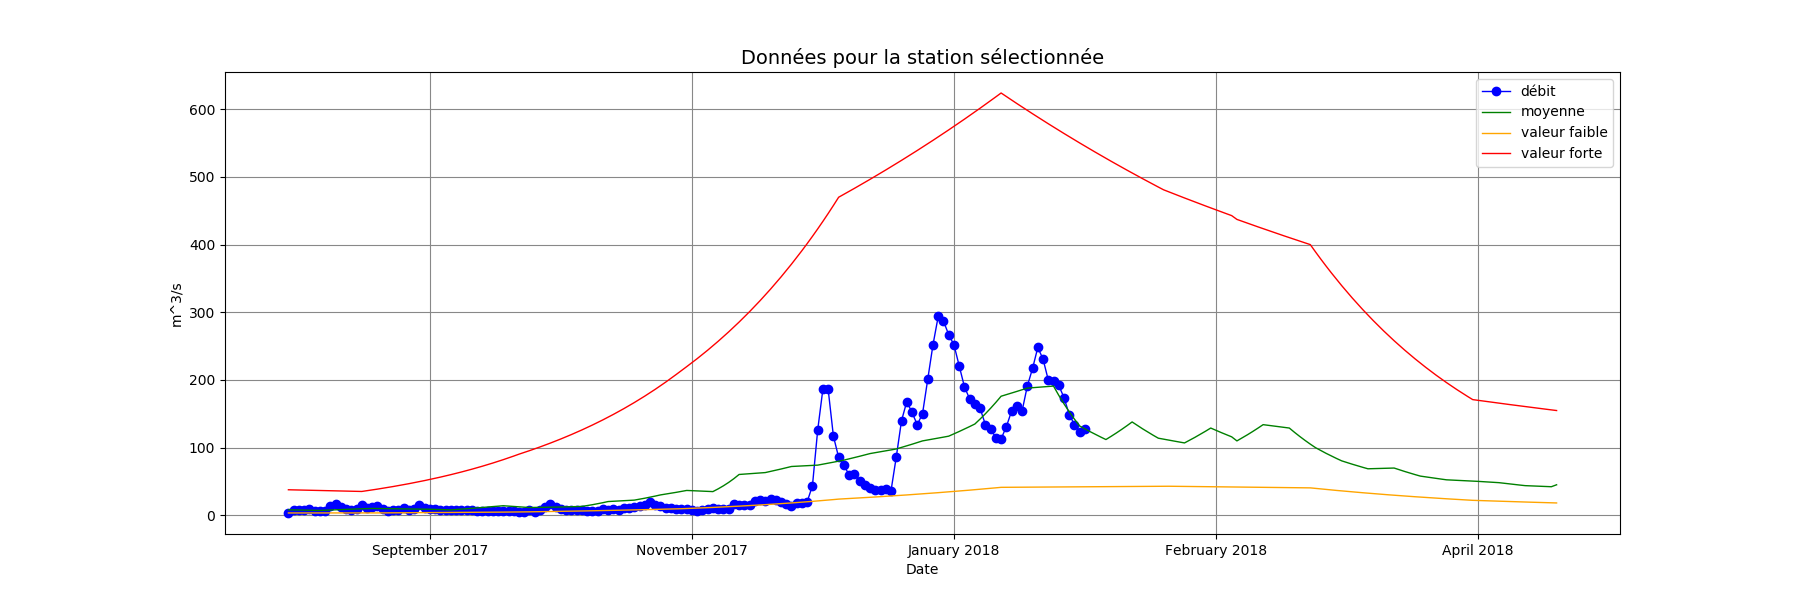 Données pour la station sélectionnée
débit
moyenne
valeur faible
valeur forte
600
500
400
300
200
100
0
m^3/s
September 2017
November 2017
January 2018
February 2018
April 2018
Date